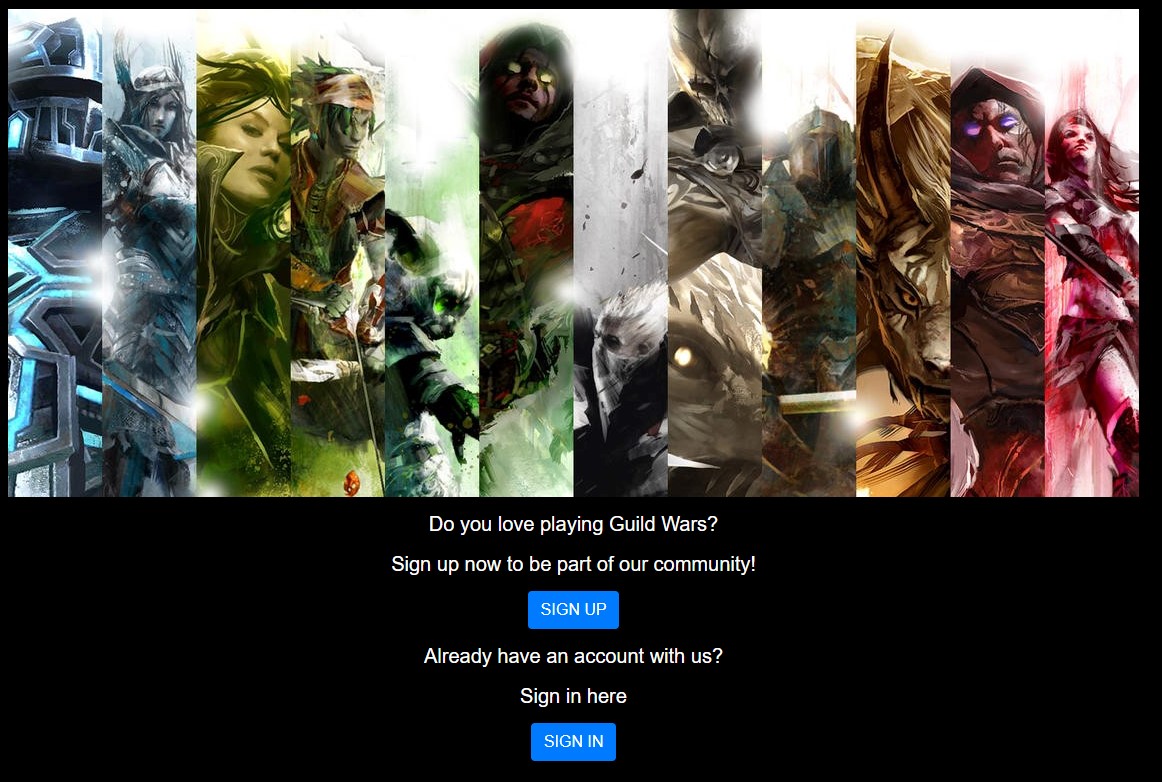 Do you love playing Guild Wars?
Sign up now to be part of our community!
SIGN UP
Already have an account with us?
Sign in here
SIGN IN